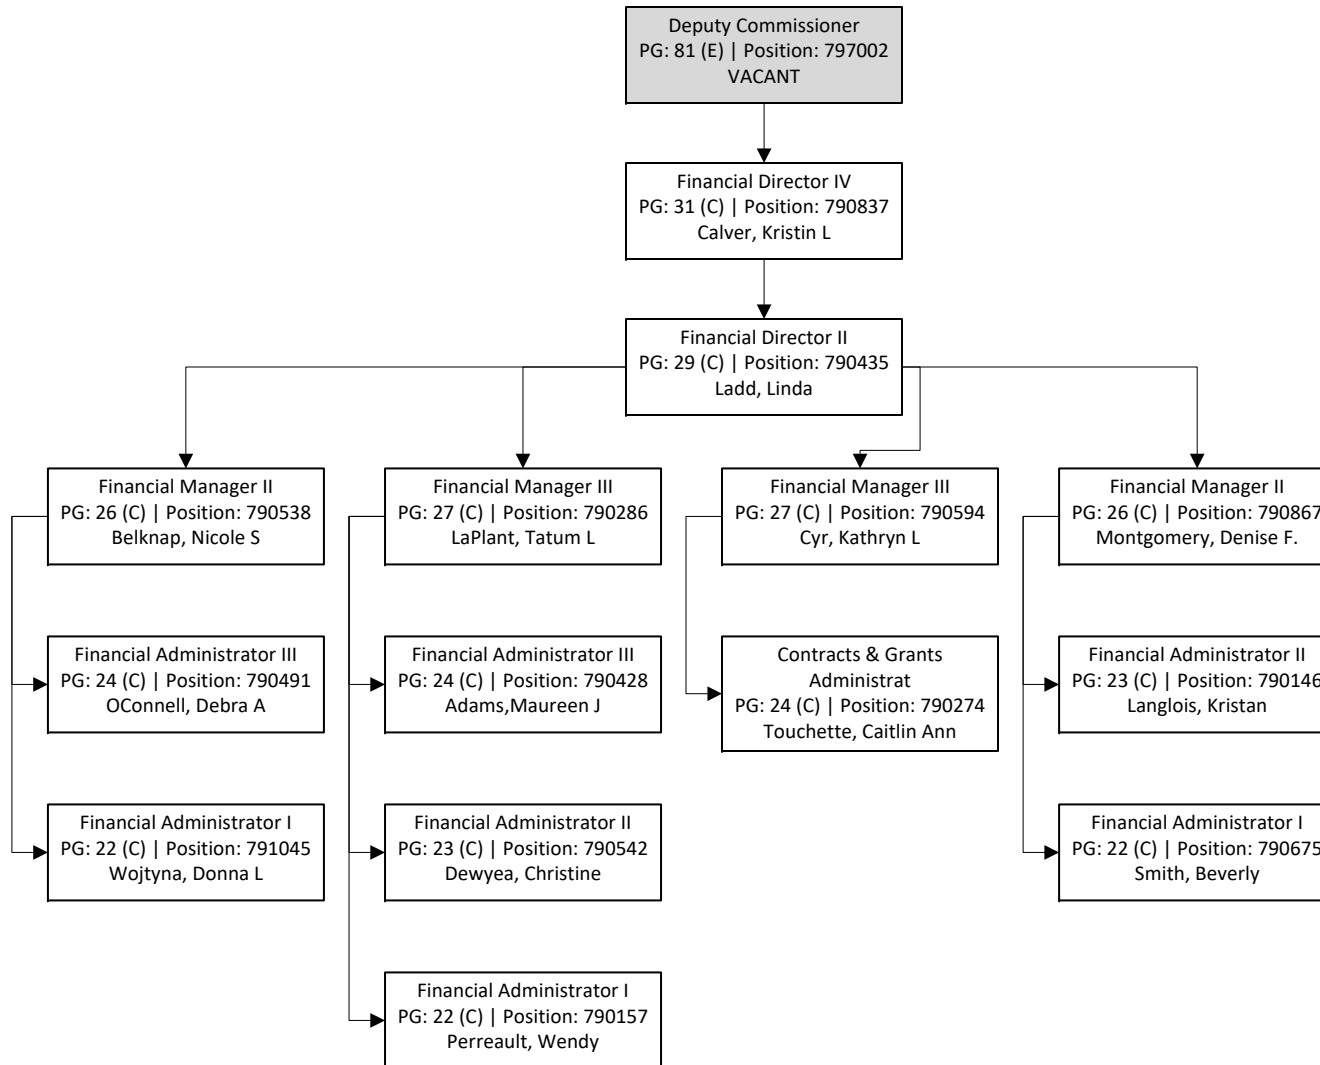 Deputy Commissioner
PG: 81 (E) | Position: 797002
VACANT
Financial Director IV
PG: 31 (C) | Position: 790837
Calver, Kristin L
Financial Director II
PG: 29 (C) | Position: 790435
Ladd, Linda
Financial Manager II
PG: 26 (C) | Position: 790538
Belknap, Nicole S
Financial Manager III
PG: 27 (C) | Position: 790286
LaPlant, Tatum L
Financial Manager III
PG: 27 (C) | Position: 790594
Cyr, Kathryn L
Financial Manager II
PG: 26 (C) | Position: 790867
Montgomery, Denise F.
Financial Administrator III
PG: 24 (C) | Position: 790491
OConnell, Debra A
Financial Administrator III
PG: 24 (C) | Position: 790428
Adams,Maureen J
Contracts & Grants
Administrat
PG: 24 (C) | Position: 790274
Touchette, Caitlin Ann
Financial Administrator II
PG: 23 (C) | Position: 790146
Langlois, Kristan
Financial Administrator I
PG: 22 (C) | Position: 791045
Wojtyna, Donna L
Financial Administrator II
PG: 23 (C) | Position: 790542
Dewyea, Christine
Financial Administrator I
PG: 22 (C) | Position: 790675
Smith, Beverly
Financial Administrator I
PG: 22 (C) | Position: 790157
Perreault, Wendy